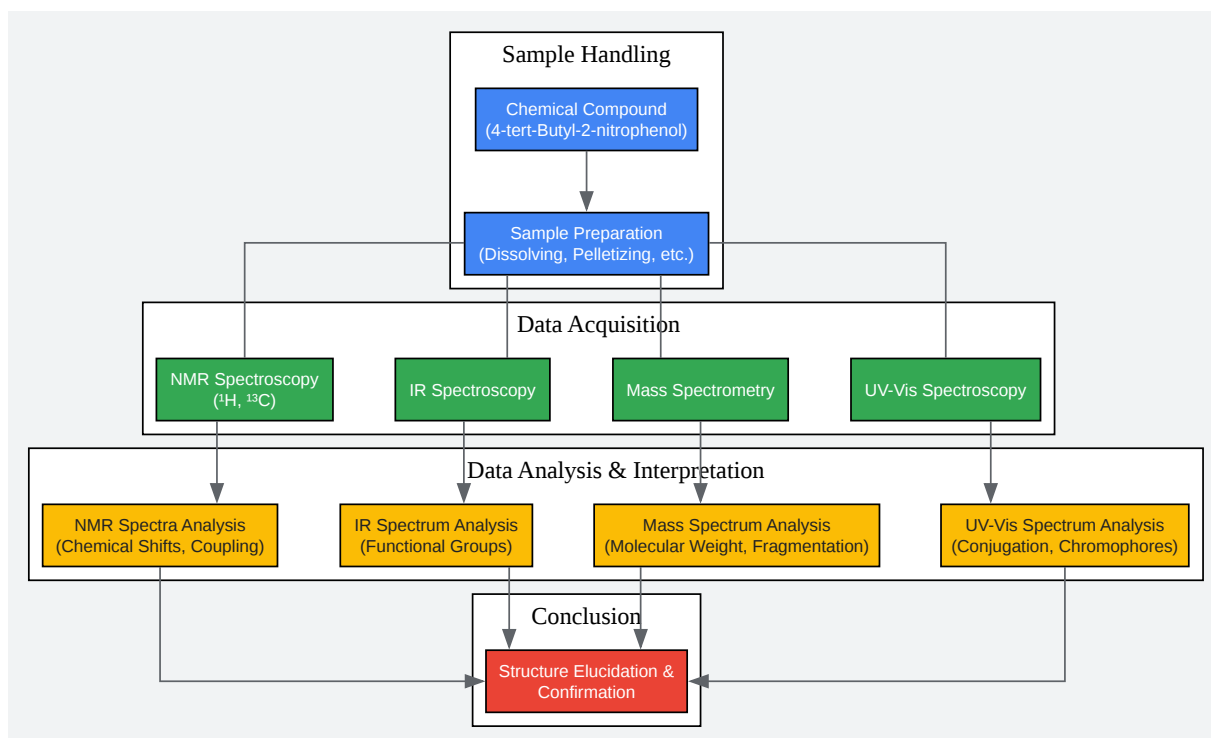 Sample Handling
Chemical Compound
(4-tert-Butyl-2-nitrophenol)
Sample Preparation
(Dissolving, Pelletizing, etc.)
Data Acquisition
NMR Spectroscopy
(¹H, ¹³C)
IR Spectroscopy
Mass Spectrometry
UV-Vis Spectroscopy
Data Analysis & Interpretation
NMR Spectra Analysis
(Chemical Shifts, Coupling)
IR Spectrum Analysis
(Functional Groups)
Mass Spectrum Analysis
(Molecular Weight, Fragmentation)
UV-Vis Spectrum Analysis
(Conjugation, Chromophores)
Conclusion
Structure Elucidation &
Confirmation